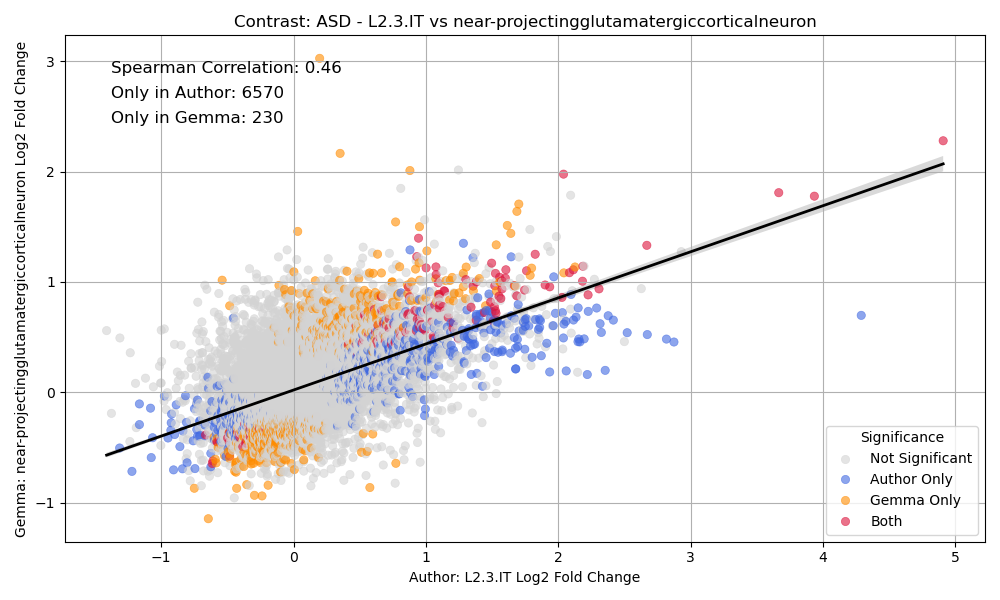 Contrast: ASD - L2.3.IT vs near-projectingglutamatergiccorticalneuron
Gemma: near-projectingglutamatergiccorticalneuron Log2 Fold Change
3
2
1
0
−1
Spearman Correlation: 0.46
Only in Author: 6570
Only in Gemma: 230
Significance
Not Significant
Author Only
Gemma Only
Both
−1 0 1 2 3 4 5
Author: L2.3.IT Log2 Fold Change